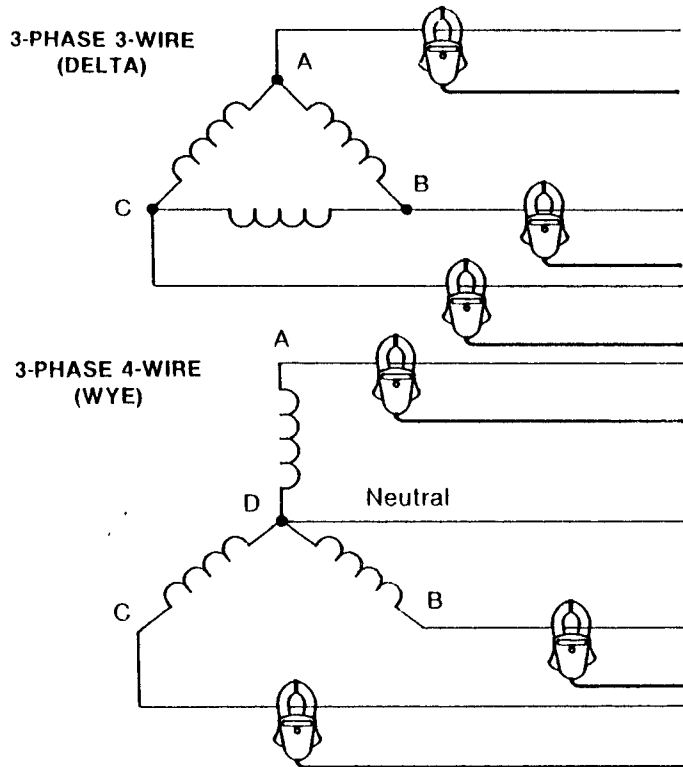 3-PHASE 3-WIRE
(DELTA)
A
B
C
A
3-PHASE 4-WIRE
(WYE)
D
Neutral
C
B